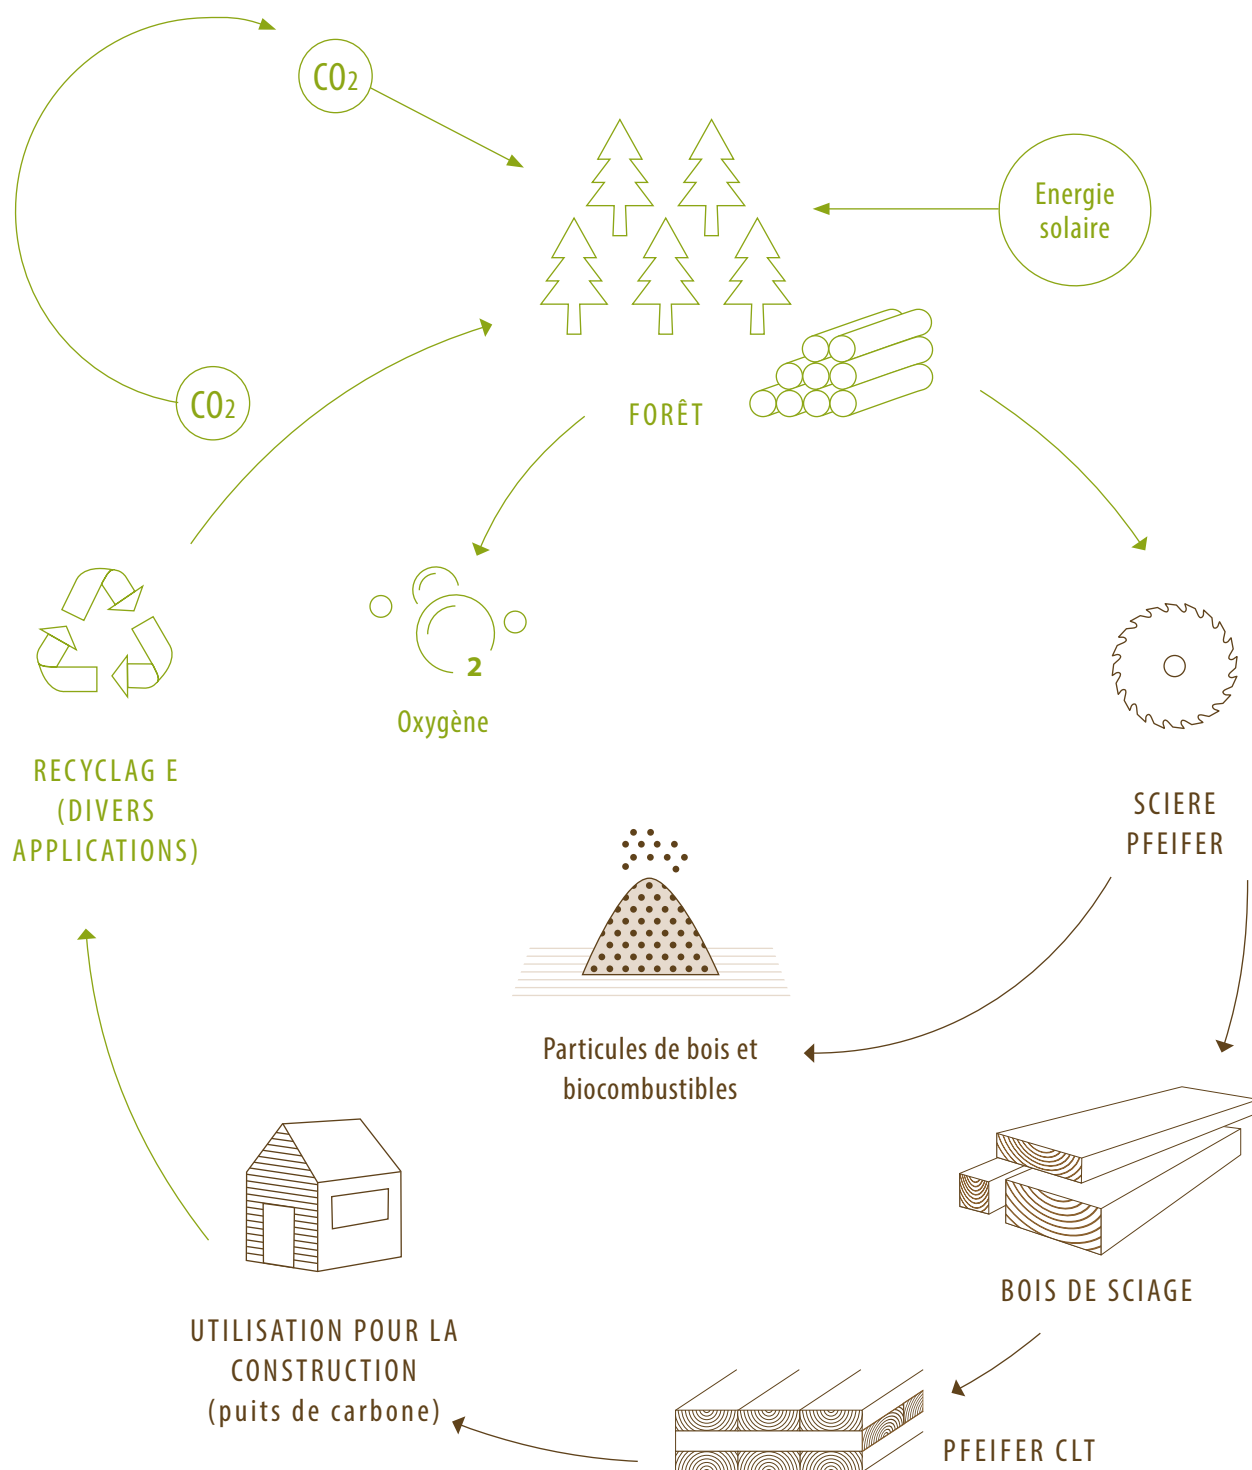 CO2
Energie
solaire
CO2
FORÊT
2
Oxygène
RECYCLAG E
(DIVERS
APPLICATIONS)
SCIERE
PFEIFER
Particules de bois et
biocombustibles
BOIS DE SCIAGE
UTILISATION POUR LA
CONSTRUCTION
(puits de carbone)
PFEIFER CLT